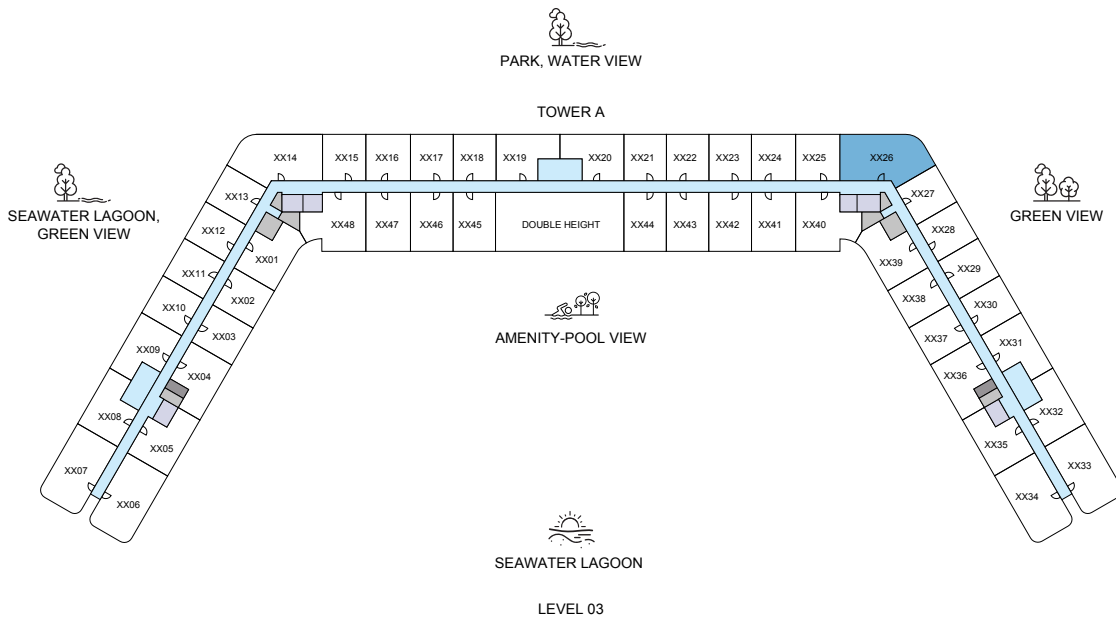 PARK, WATER VIEW
TOWER A
XX14
XX15
XX16
XX17
XX18
XX19
XX20
XX21
XX22
XX23
XX24
XX25
XX26
XX13
XX27
SEAWATER LAGOON,
GREEN VIEW
GREEN VIEW
XX12
XX48
XX47
XX46
XX45
DOUBLE HEIGHT
XX44
XX43
XX42
XX41
XX40
XX28
XX01
XX39
XX11
XX29
XX02
XX38
XX10
XX30
XX03
AMENITY-POOL VIEW
XX37
XX09
XX31
XX04
XX36
XX08
XX32
XX05
XX35
XX07
XX33
XX06
XX34
SEAWATER LAGOON
LEVEL 03